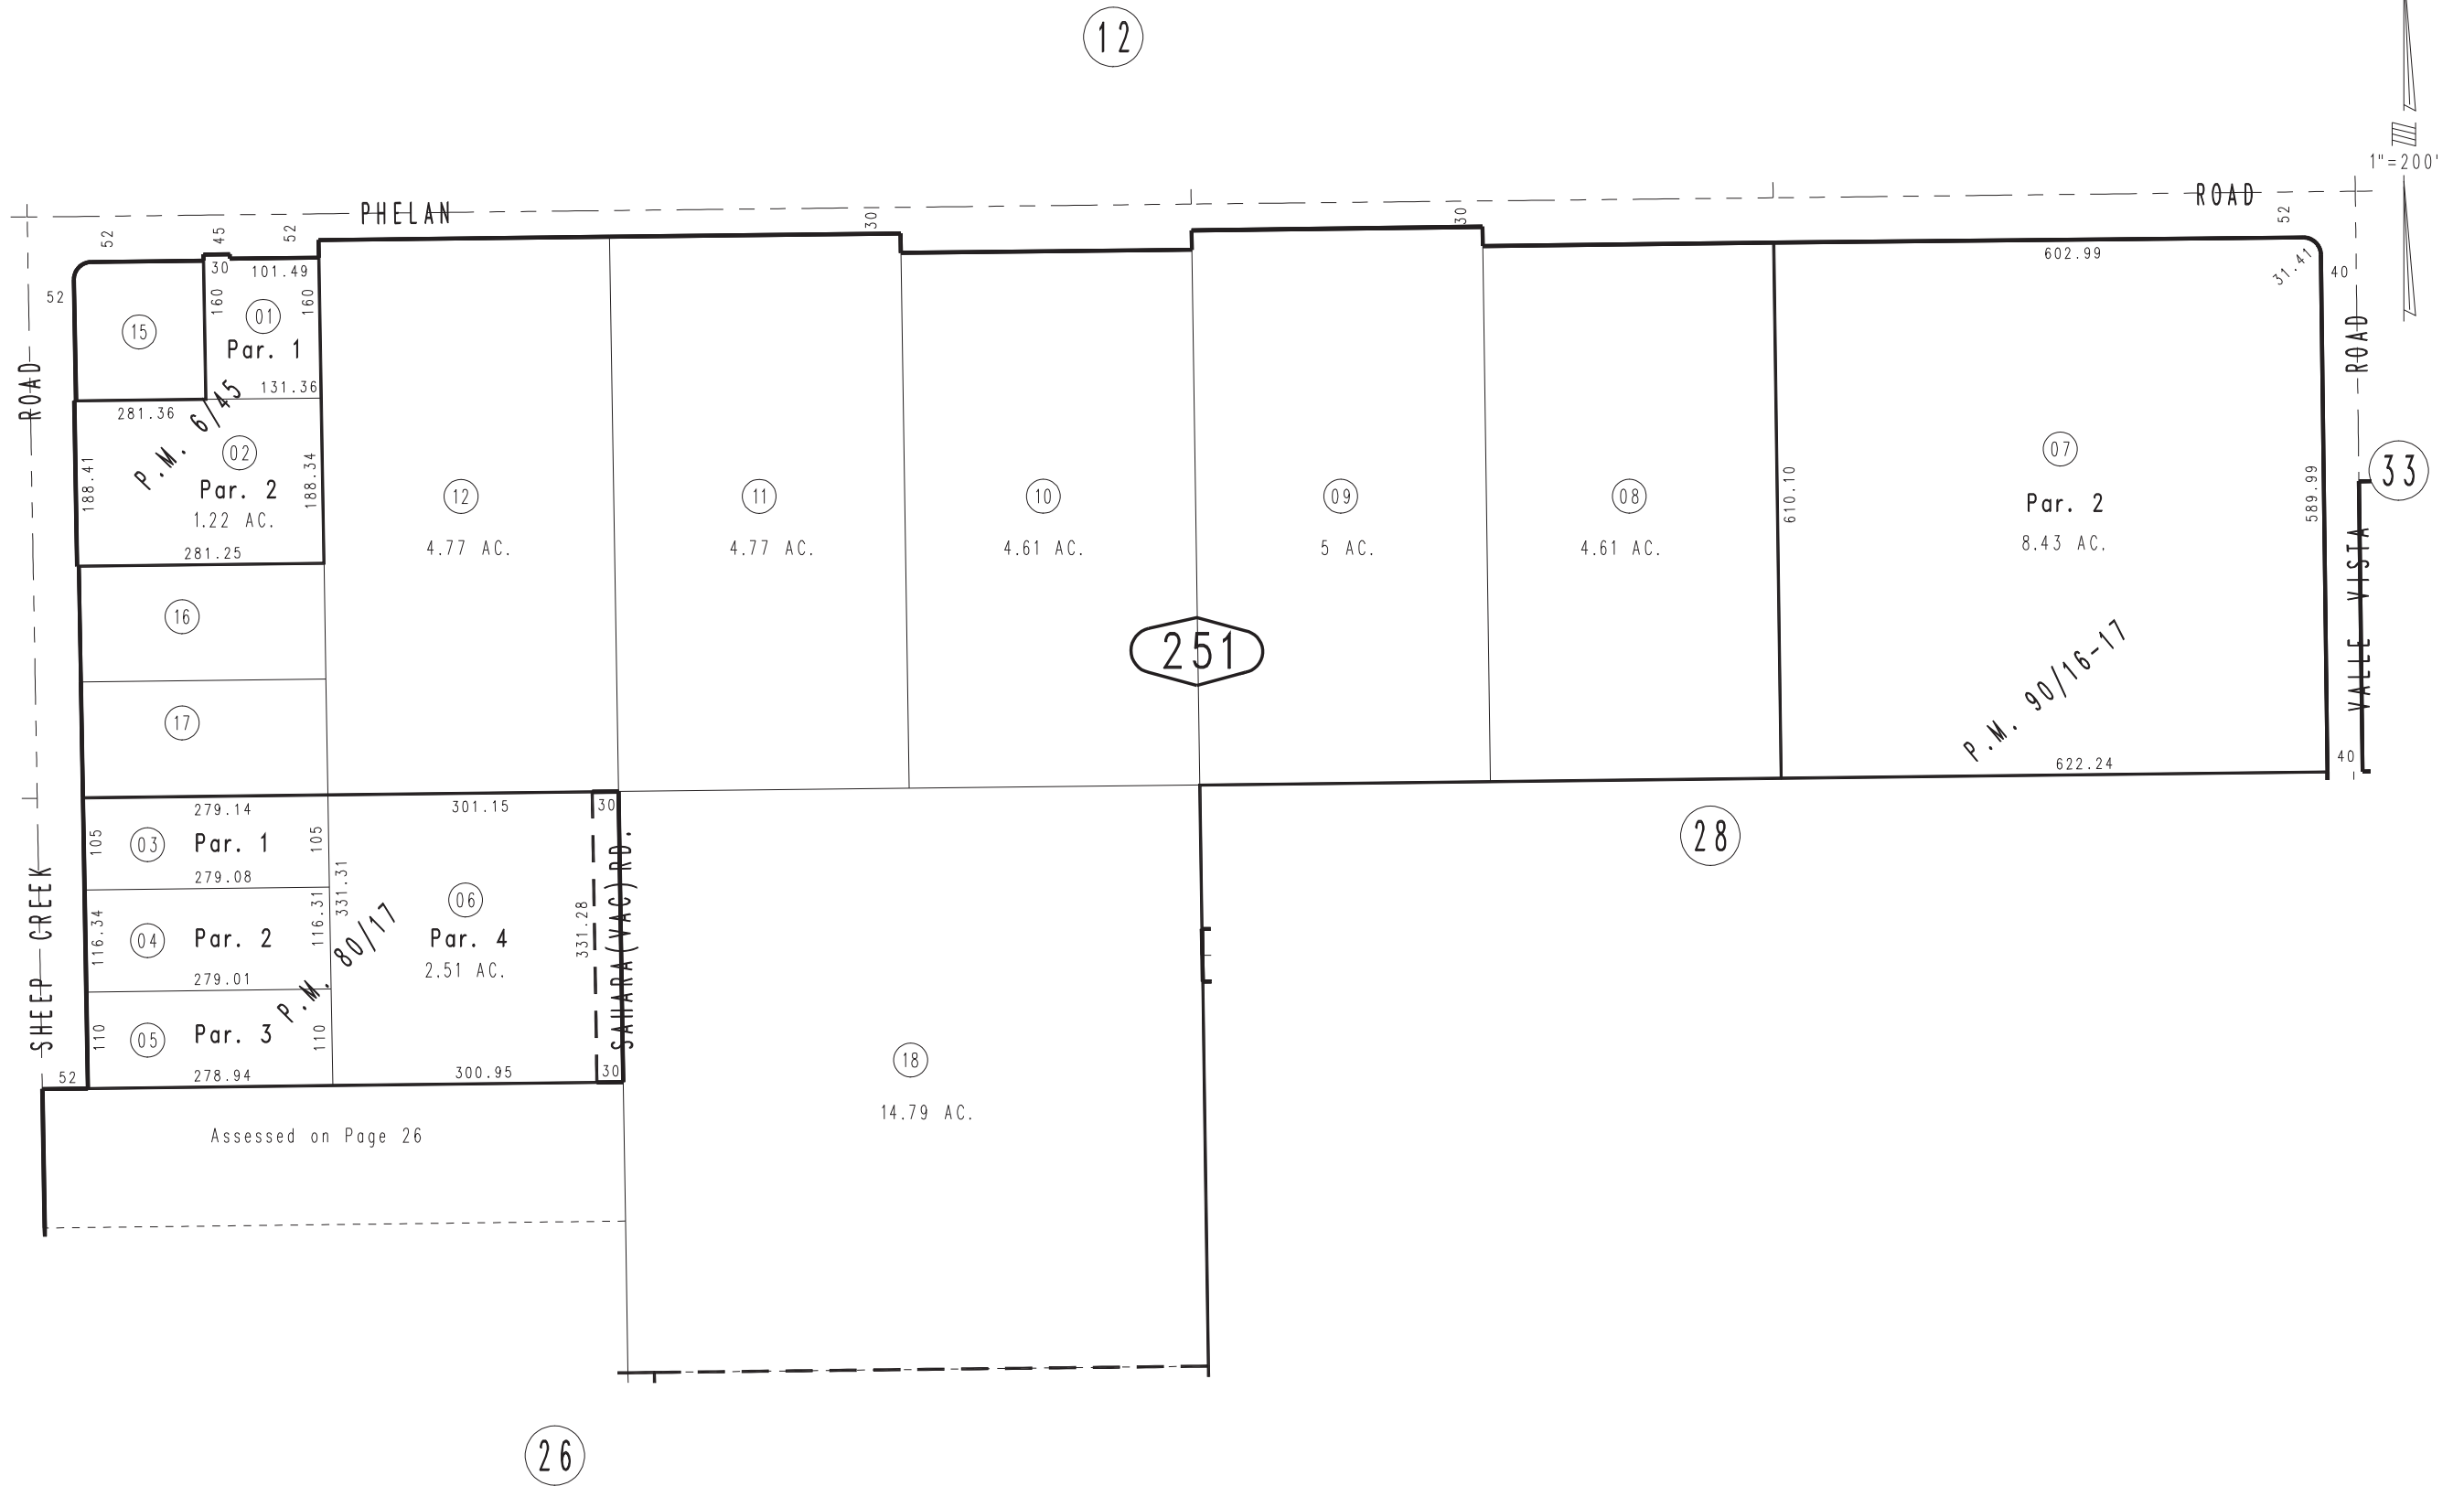 12
1"=200'
PHELAN
ROAD
52
45
52
30
30
52
30
101.49
602.99
31.41
40
52
15
160
01
160
Par. 1
131.36
ROAD
ROAD
281.36
P.M. 6/45
02
188.41
188.34
Par. 2
1.22 AC.
281.25
12
4.77 AC.
11
4.77 AC.
10
4.61 AC.
09
5 AC.
08
4.61 AC.
610.10
07
Par. 2
8.43 AC.
589.99
33
VALLE VISTA
P.M. 90/16-17
622.24
40
16
17
251
279.14
301.15
30
105
03
Par. 1
105
279.08
331.31
116.34
04
Par. 2
116.31
279.01
P.M. 80/17
06
Par. 4
2.51 AC.
331.28
SAHARA(VAC)RD.
110
05
Par. 3
110
278.94
300.95
30
SHEEP CREEK
52
28
18
14.79 AC.
Assessed on Page 26
26